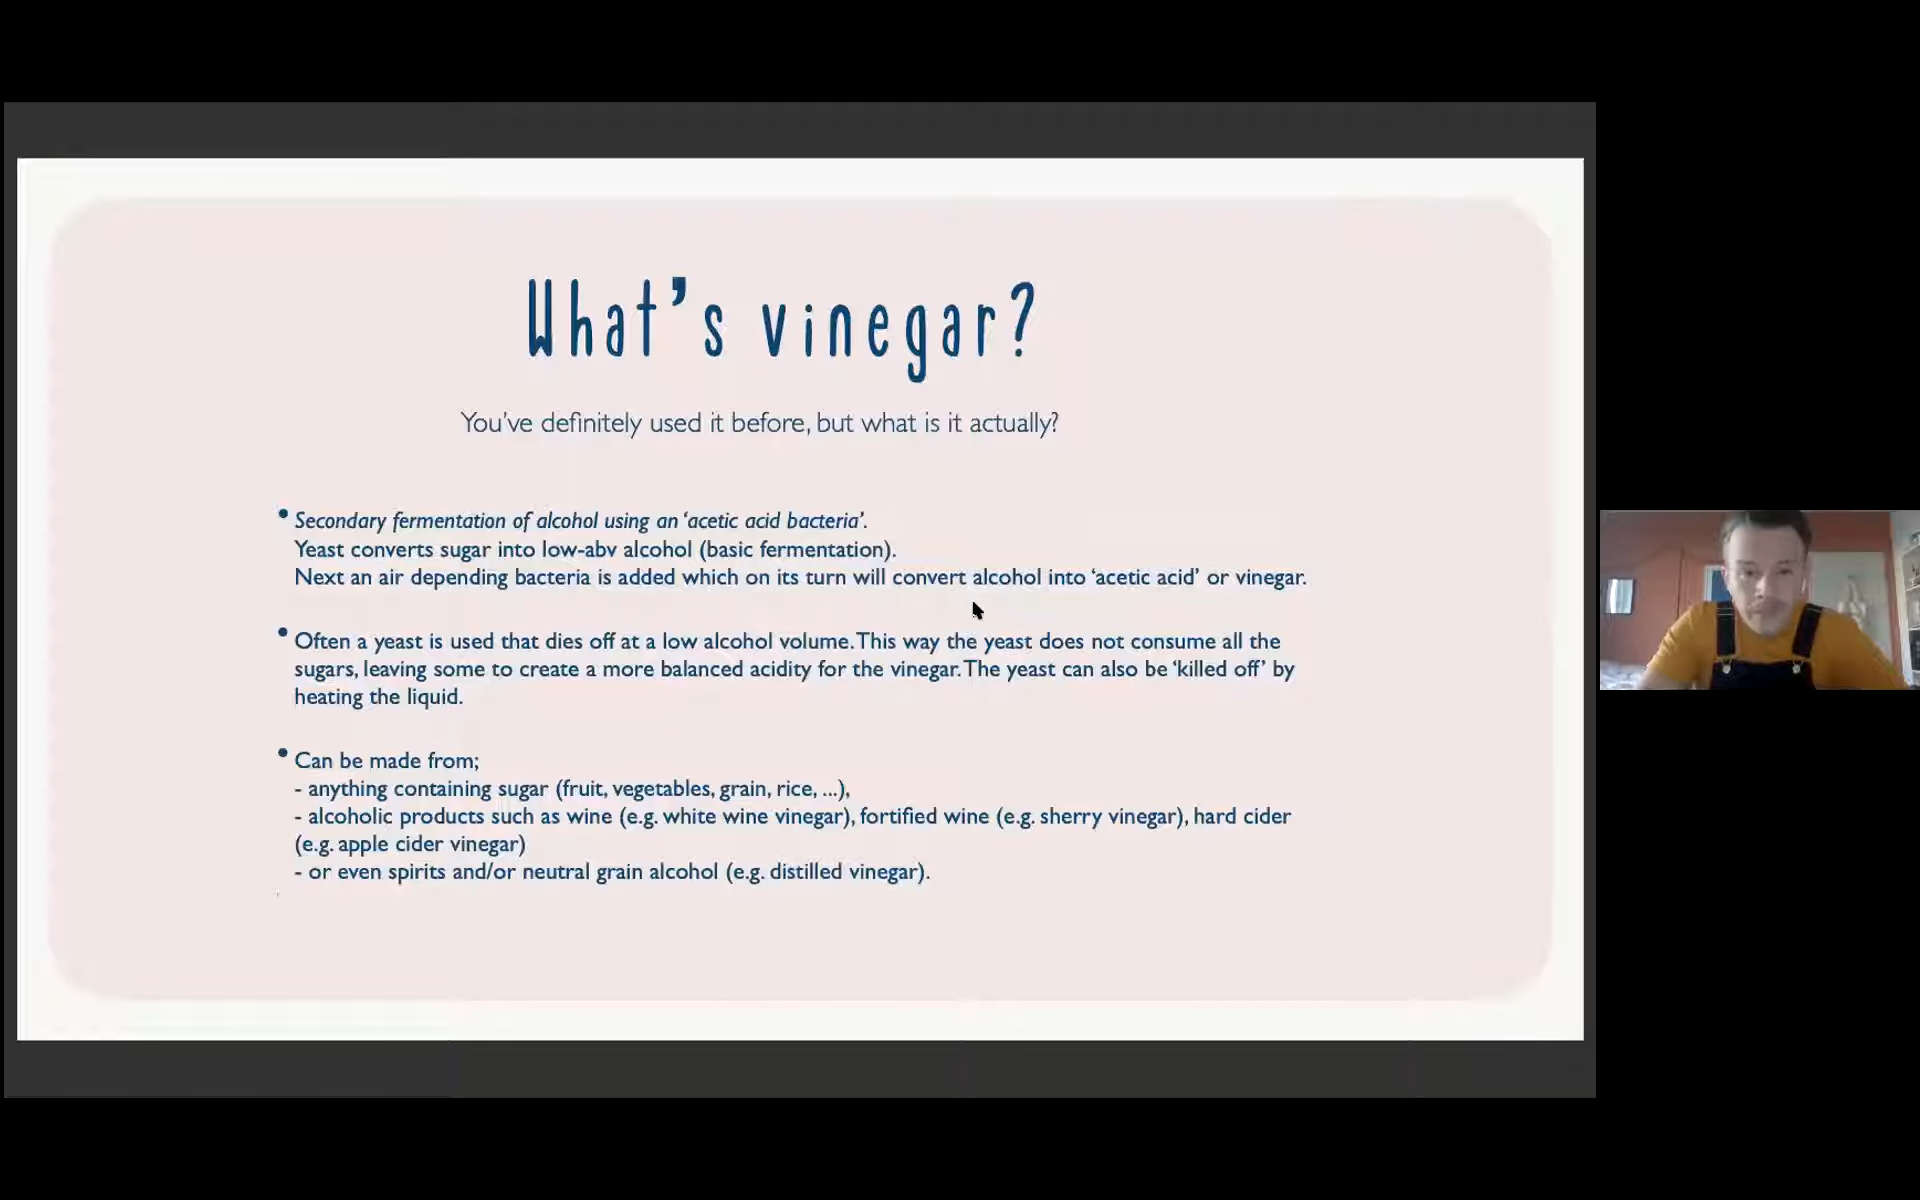 What’s vinegar?
You’ve definitely used it before, but what is it actually?
• Secondary fermentation of alcohol using an ‘acetic acid bacteria’.
Yeast converts sugar into low-abv alcohol (basic fermentation).
Next an air depending bacteria is added which on its turn will convert alcohol into ‘acetic acid’ or vinegar.
• Often a yeast is used that dies off at a low alcohol volume. This way the yeast does not consume all the
sugars, leaving some to create a more balanced acidity for the vinegar. The yeast can also be ‘killed off’ by
heating the liquid.
• Can be made from;
- anything containing sugar (fruit, vegetables, grain, rice, ...),
- alcoholic products such as wine (e.g. white wine vinegar), fortified wine (e.g. sherry vinegar), hard cider
(e.g. apple cider vinegar)
- or even spirits and/or neutral grain alcohol (e.g. distilled vinegar).